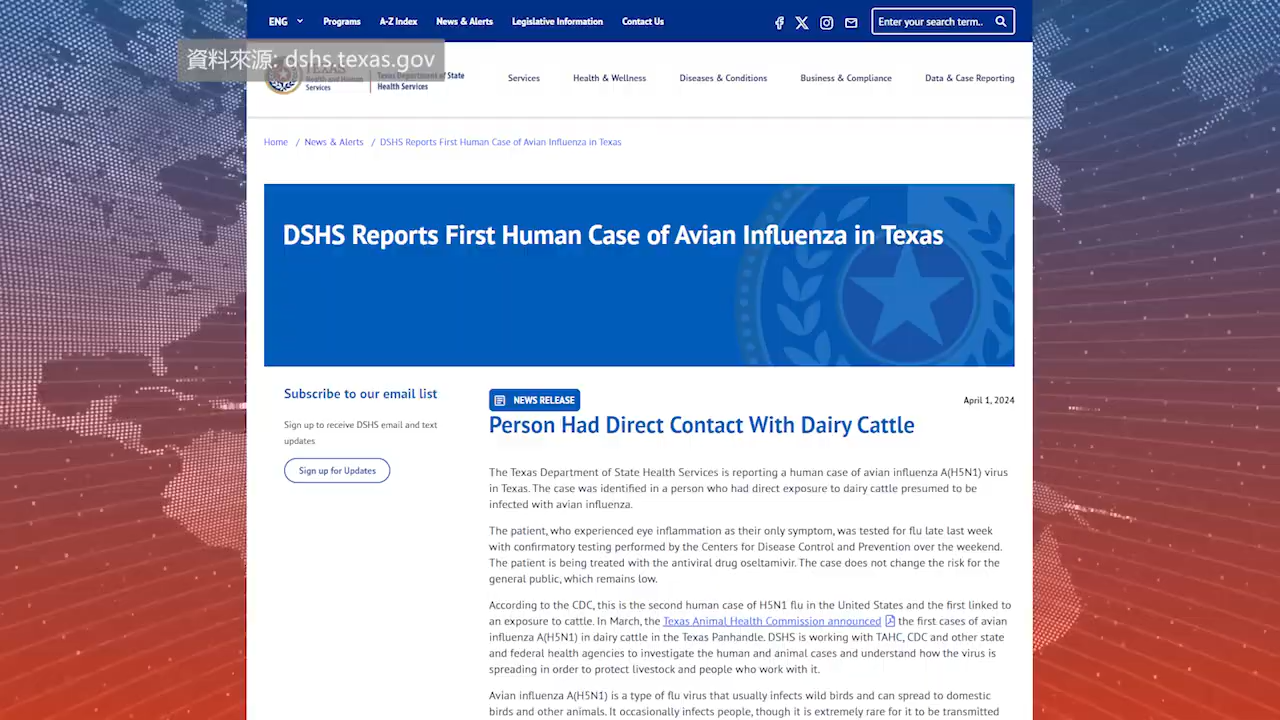 ENG Programs A-Z Index News & Alerts Legislative Information Contact Us Enter your search term..
資料來源: dshs.texas.gov
TEXAS
Health and Human
Services
Texas Department of State
Health Services
Services Health & Wellness Diseases & Conditions Business & Compliance Data & Case Reporting
Home / News & Alerts / DSHS Reports First Human Case of Avian Influenza in Texas
DSHS Reports First Human Case of Avian Influenza in Texas
Subscribe to our email list
Sign up to receive DSHS email and text
updates
Sign up for Updates
NEWS RELEASE
April 1, 2024
Person Had Direct Contact With Dairy Cattle
The Texas Department of State Health Services is reporting a human case of avian influenza A(H5N1) virus
in Texas. The case was identified in a person who had direct exposure to dairy cattle presumed to be
infected with avian influenza.
The patient, who experienced eye inflammation as their only symptom, was tested for flu late last week
with confirmatory testing performed by the Centers for Disease Control and Prevention over the weekend.
The patient is being treated with the antiviral drug oseltamivir. The case does not change the risk for the
general public, which remains low.
According to the CDC, this is the second human case of H5N1 flu in the United States and the first linked to
an exposure to cattle. In March, the Texas Animal Health Commission announced the first cases of avian
influenza A(H5N1) in dairy cattle in the Texas Panhandle. DSHS is working with TAHC, CDC and other state
and federal health agencies to investigate the human and animal cases and understand how the virus is
spreading in order to protect livestock and people who work with it.
Avian influenza A(H5N1) is a type of flu virus that usually infects wild birds and can spread to domestic
birds and other animals. It occasionally infects people, though it is extremely rare for it to be transmitted